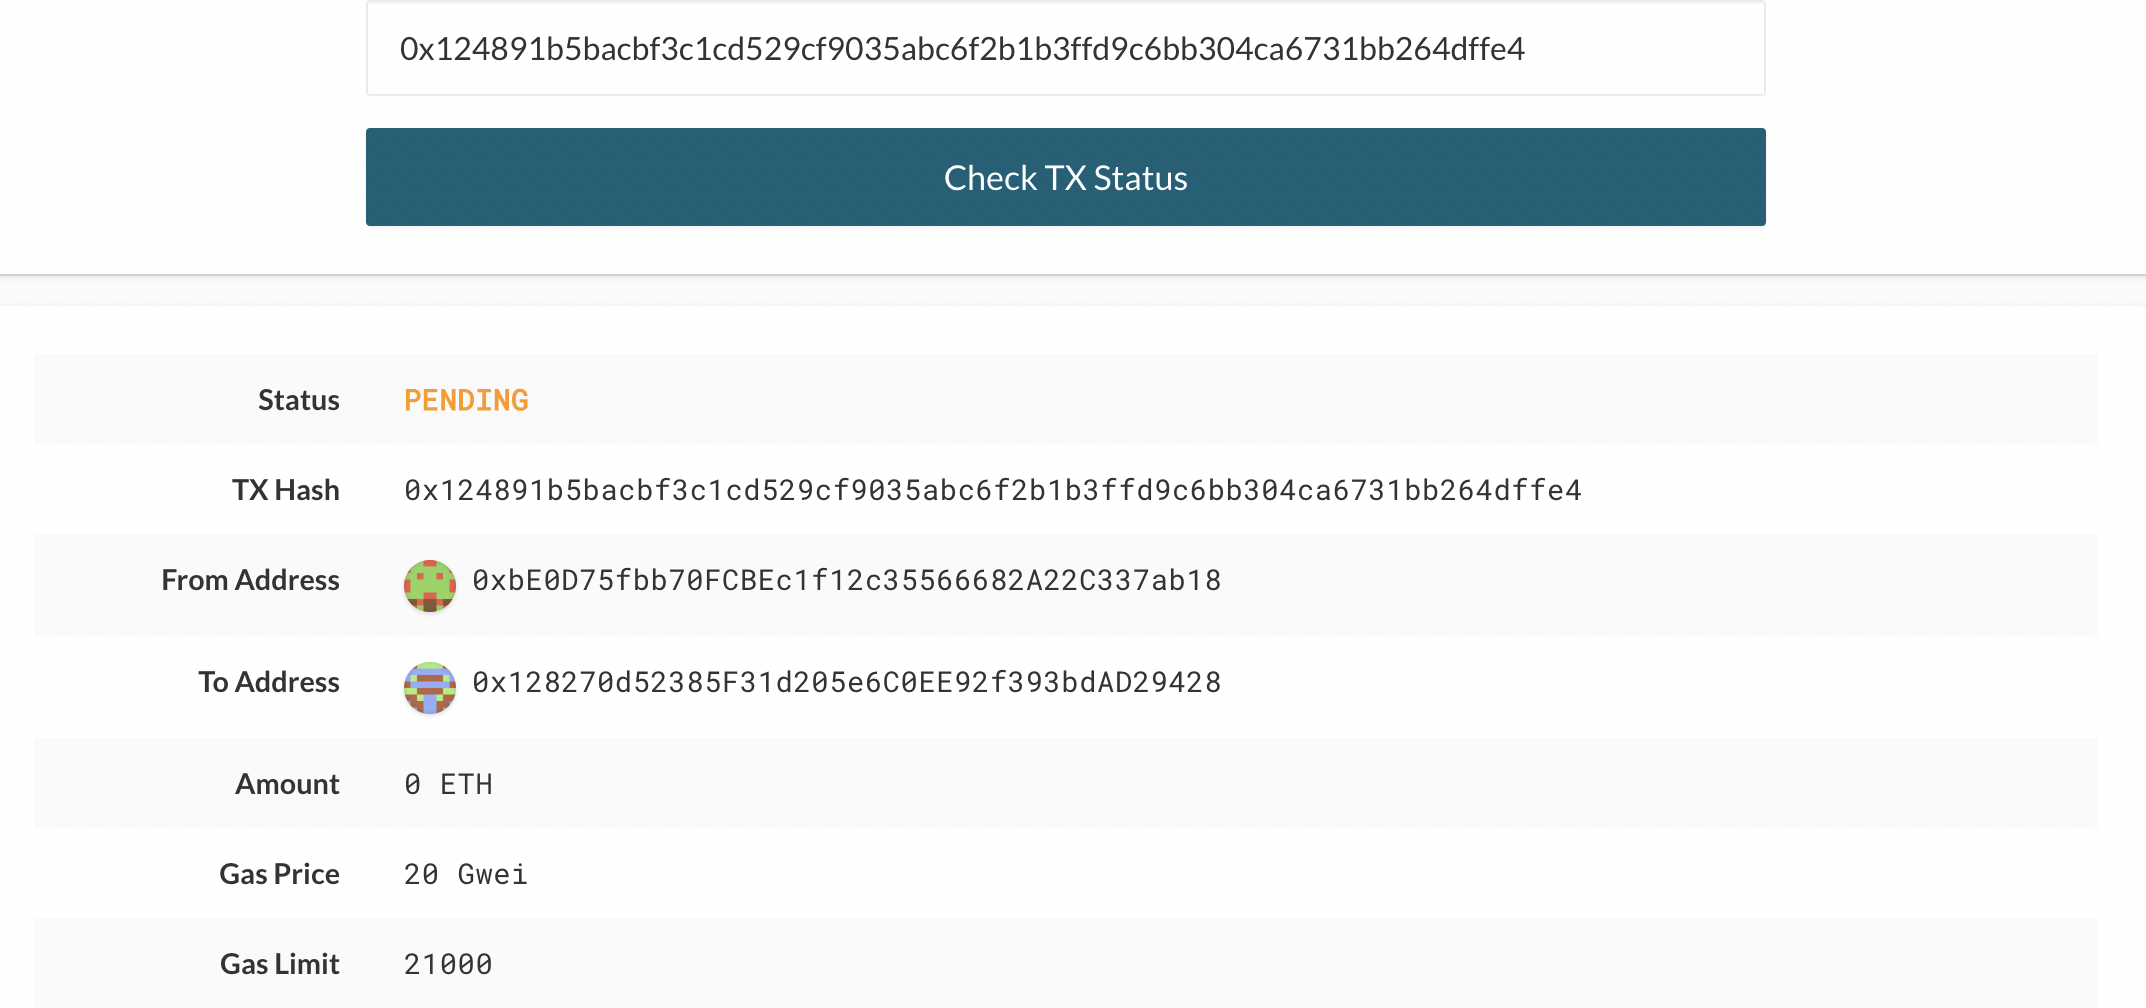 0x124891b5bacbf3c1cd529cf9035abc6f2b1b3ffd9c6bb304ca6731bb264dffe4
Check TX Status
Status PENDING
TX Hash 0x124891b5bacbf3c1cd529cf9035abc6f2b1b3ffd9c6bb304ca6731bb264dffe4
From Address 0xbE0D75fbb70FCBEc1f12c35566682A22C337ab18
To Address 0x128270d52385F31d205e6C0EE92f393bdAD29428
Amount 0 ETH
Gas Price 20 Gwei
Gas Limit 21000